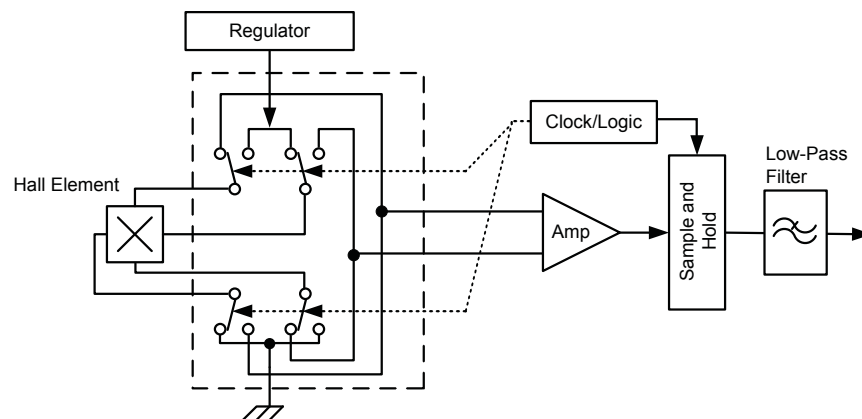 Regulator
Clock/Logic
Hall Element
Low-Pass
Filter
Amp
Sample and
Hold